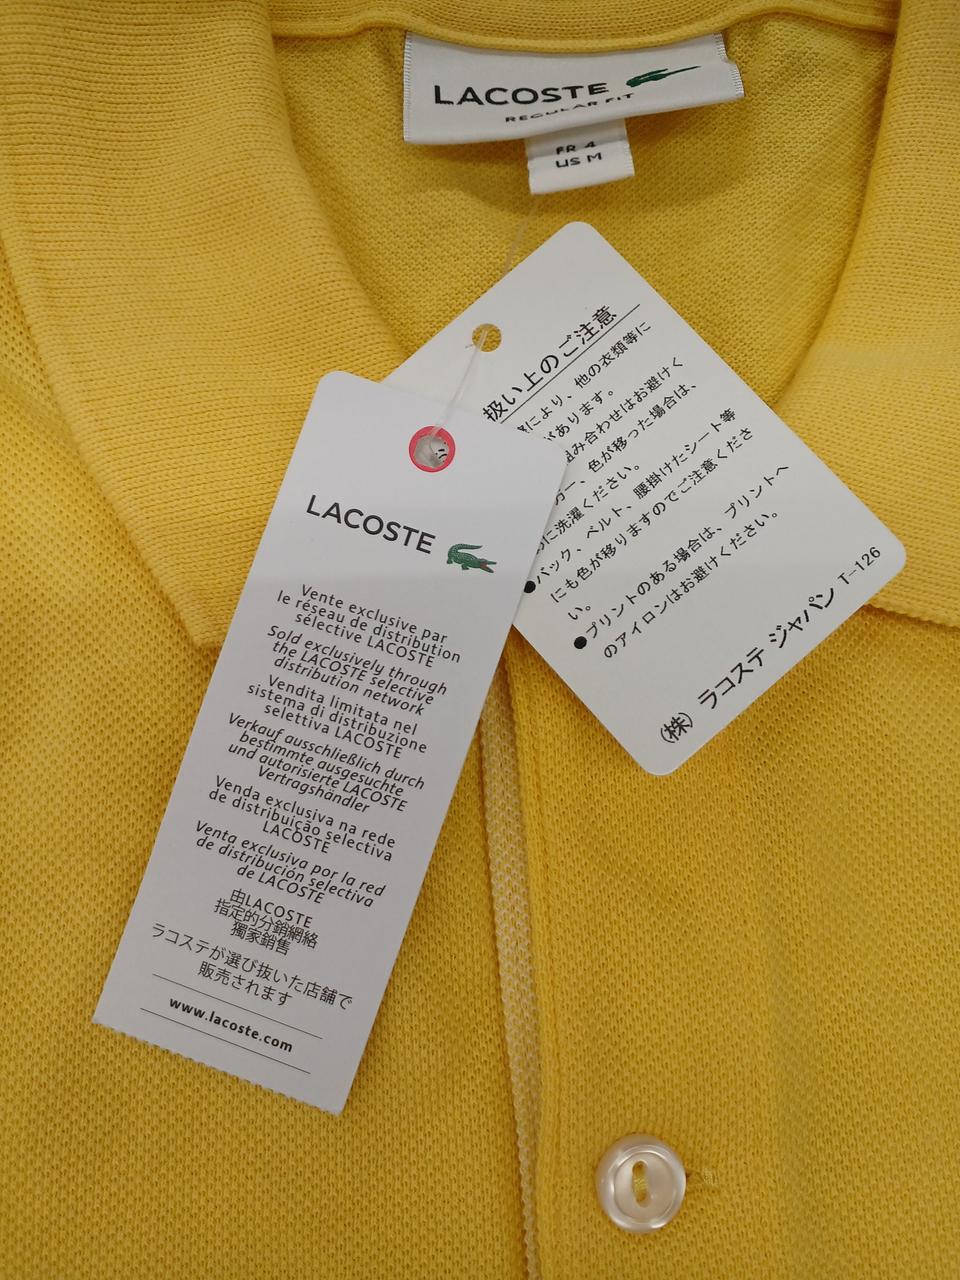 LACOSTE
REGULAR FIT
FR 4
US M
扱い上のご注意
により、他の衣類等に
があります。
み合わせはお避けく
ー、色が移った場合は、
に洗濯ください。
●バック、ベルト、腰掛けたシート等
にも色が移りますのでご注意くださ
い。
●プリントのある場合は、プリントへ
のアイロンはお避けください。
(株) ラコステ ジャパン T-126
LACOSTE
Vente exclusive par
le réseau de distribution
sélective LACOSTE
Sold exclusively through
the LACOSTE selective
distribution network
Vendita limitata nel
sistema di distribuzione
selettiva LACOSTE
Verkauf ausschließlich durch
bestimmte ausgesuchte
und autorisierte LACOSTE
Vertragshändler
Venda exclusiva na rede
de distribuição selectiva
LACOSTE
Venta exclusiva por la red
de distribución selectiva
de LACOSTE
由LACOSTE
指定的分銷網絡
獨家銷售
ラコステが選び抜いた店舗で
販売されます
www.lacoste.com